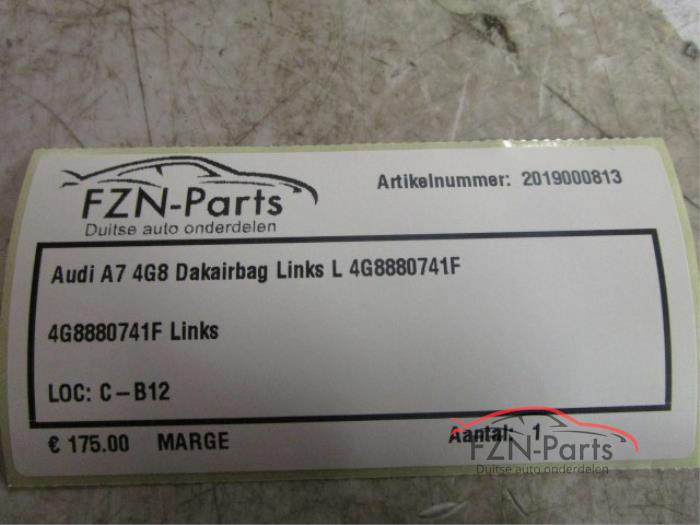 FZN-Parts
Duitse auto onderdelen
Artikelnummer: 2019000813
Audi A7 4G8 Dakairbag Links L 4G8880741F
4G8880741F Links
LOC: C-B12
€ 175.00 MARGE
Aantal: 1
FZN-Parts
Duitse auto onderdelen